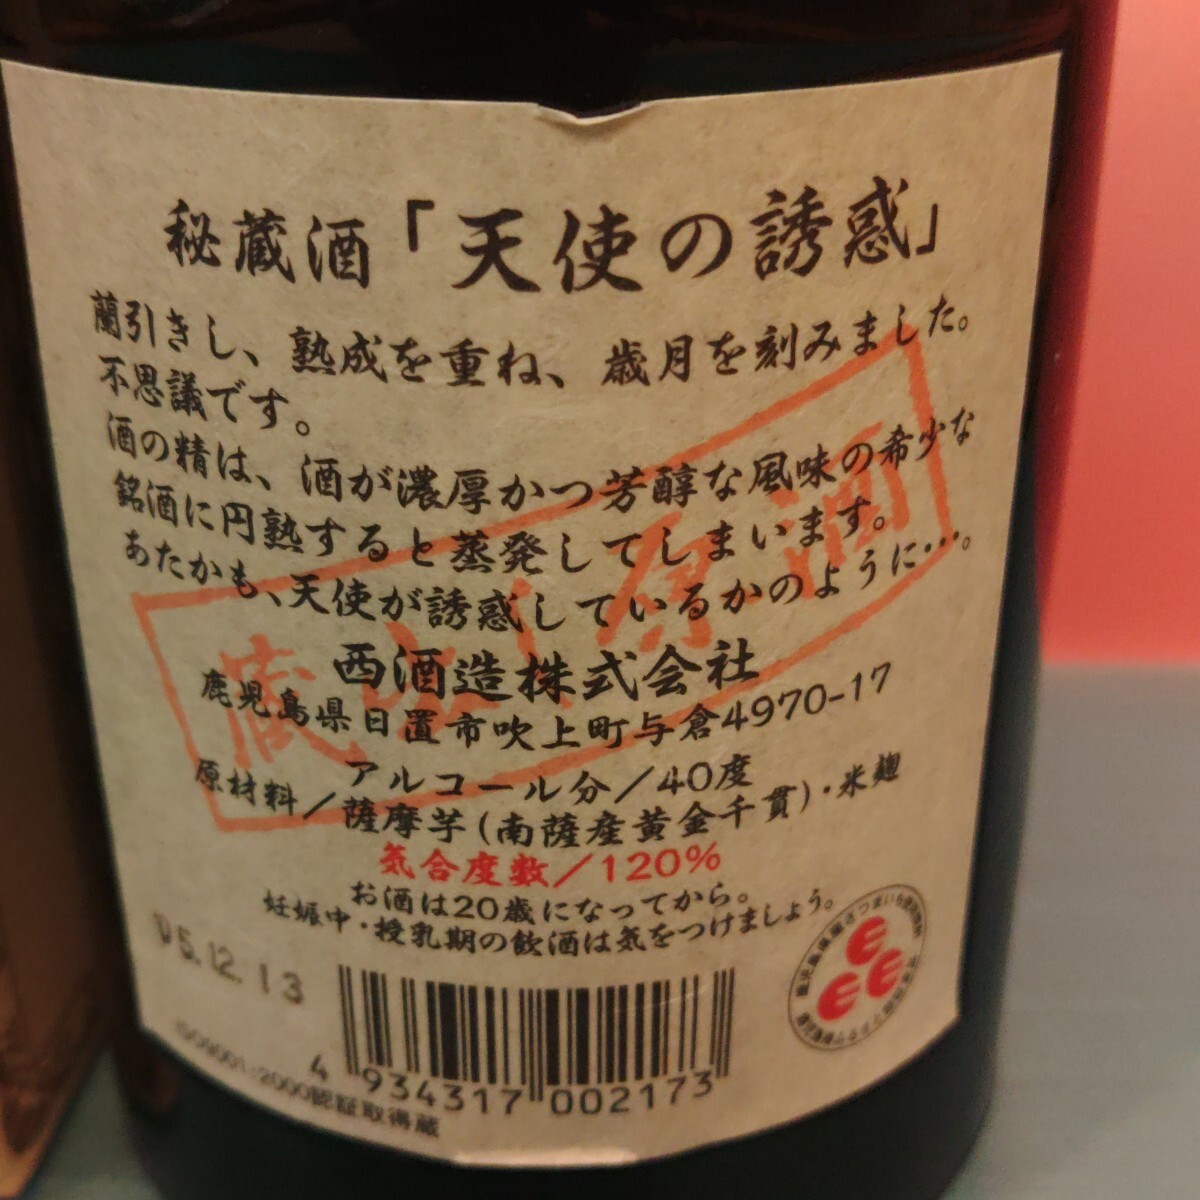 秘蔵酒「天使の誘惑」
蘭引きし、熟成を重ね、歳月を刻みました。
不思議です。
酒の精は、酒が濃厚かつ芳醇な風味の希少な
銘酒に円熟すると蒸発してしまいます。
あたかも、天使が誘惑しているかのように…。
西酒造株式会社
鹿児島県日置市吹上町与倉4970-17
アルコール分/40度
原材料/薩摩芋(南薩産黄金千貫)・米麹
気合度数/120%
お酒は20歳になってから。
妊娠中・授乳期の飲酒は気をつけましょう。
5.12.13
4 934317 002173
ISO9001:2000認証取得蔵
原酒
E
E E